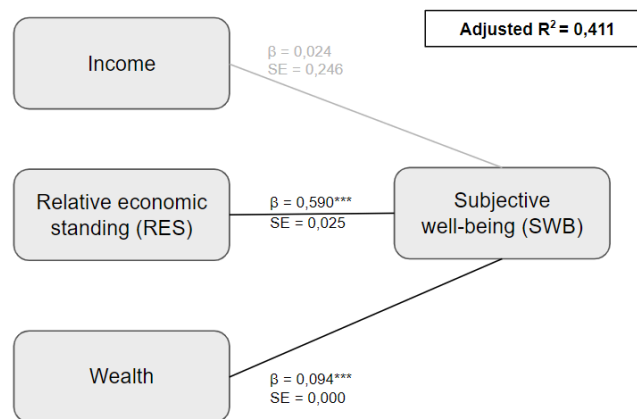 Adjusted R² = 0,411
Income
β = 0,024
SE = 0,246
Relative economic
standing (RES)
β = 0,590***
SE = 0,025
Subjective
well-being (SWB)
Wealth
β = 0,094***
SE = 0,000